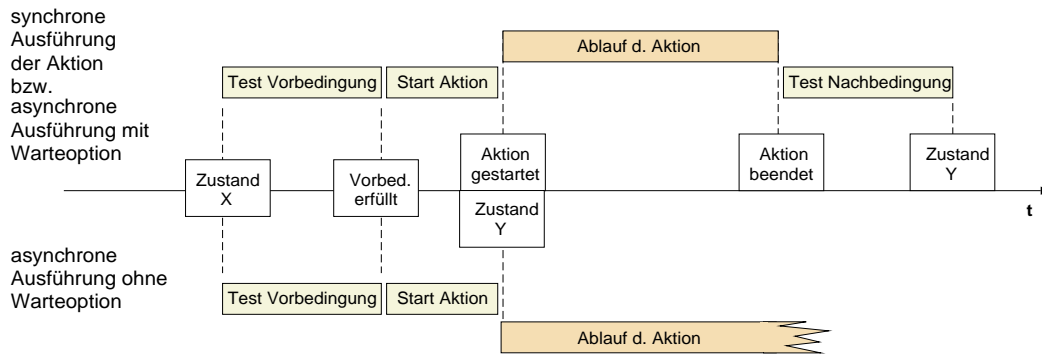 synchrone
Ausführung
der Aktion
bzw.
asynchrone
Ausführung mit
Warteoption
Ablauf d. Aktion
Test Vorbedingung
Start Aktion
Test Nachbedingung
Zustand
X
Vorbed.
erfüllt
Aktion
gestartet
Aktion
beendet
Zustand
Y
Zustand
Y
t
asynchrone
Ausführung ohne
Warteoption
Test Vorbedingung
Start Aktion
Ablauf d. Aktion